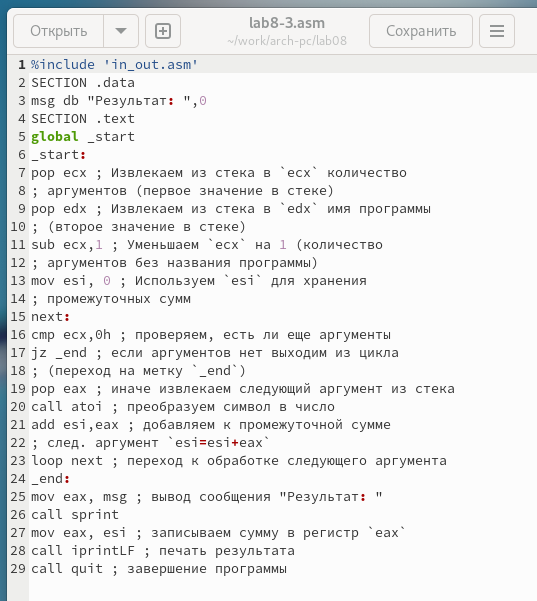 Открыть
lab8-3.asm
~/work/arch-pc/lab08
Сохранить
1 %include 'in_out.asm'
2 SECTION .data
3 msg db "Результат: ",0
4 SECTION .text
5 global _start
6 _start:
7 pop ecx ; Извлекаем из стека в `ecx` количество
8 ; аргументов (первое значение в стеке)
9 pop edx ; Извлекаем из стека в `edx` имя программы
10 ; (второе значение в стеке)
11 sub ecx,1 ; Уменьшаем `ecx` на 1 (количество
12 ; аргументов без названия программы)
13 mov esi, 0 ; Используем `esi` для хранения
14 ; промежуточных сумм
15 next:
16 cmp ecx,0h ; проверяем, есть ли еще аргументы
17 jz _end ; если аргументов нет выходим из цикла
18 ; (переход на метку `_end`)
19 pop eax ; иначе извлекаем следующий аргумент из стека
20 call atoi ; преобразуем символ в число
21 add esi,eax ; добавляем к промежуточной сумме
22 ; след. аргумент `esi=esi+eax`
23 loop next ; переход к обработке следующего аргумента
24 _end:
25 mov eax, msg ; вывод сообщения "Результат: "
26 call sprint
27 mov eax, esi ; записываем сумму в регистр `eax`
28 call iprintLF ; печать результата
29 call quit ; завершение программы